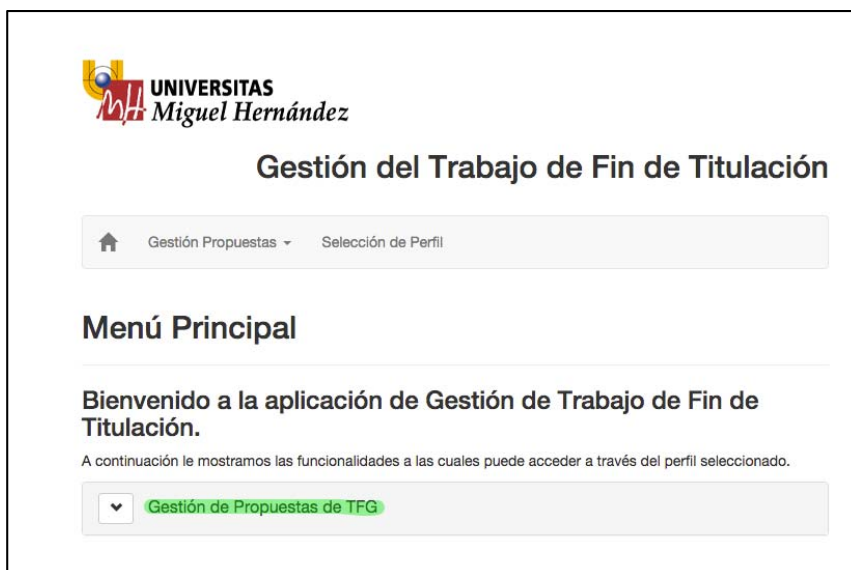 UNIVERSITAS
Miguel Hernández
Gestión del Trabajo de Fin de Titulación
Gestión Propuestas
Selección de Perfil
Menú Principal
Bienvenido a la aplicación de Gestión de Trabajo de Fin de
Titulación.
A continuación le mostramos las funcionalidades a las cuales puede acceder a través del perfil seleccionado.
Gestión de Propuestas de TFG